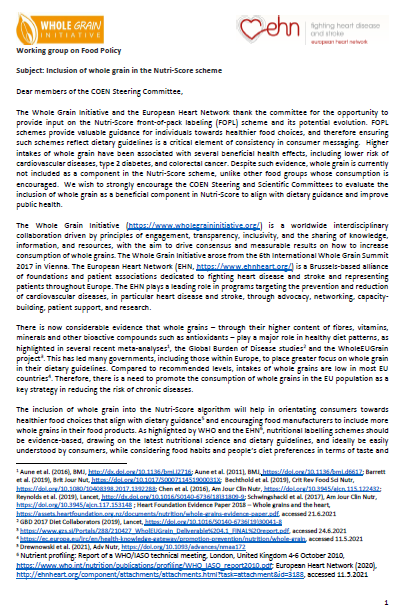 WHOLE GRAIN
INITIATIVE
ehn
fighting heart disease
and stroke
european heart network
Working group on Food Policy
Subject: Inclusion of whole grain in the Nutri-Score scheme
Dear members of the COEN Steering Committee,
The Whole Grain Initiative and the European Heart Network thank the committee for the opportunity to
provide input on the Nutri-Score front-of-pack labeling (FOPL) scheme and its potential evolution. FOPL
schemes provide valuable guidance for individuals towards healthier food choices, and therefore ensuring
such schemes reflect dietary guidelines is a critical element of consistency in consumer messaging. Higher
intakes of whole grain have been associated with several beneficial health effects, including lower risk of
cardiovascular diseases, type 2 diabetes, and colorectal cancer. Despite such evidence, whole grain is currently
not included as a component in the Nutri-Score scheme, unlike other food groups whose consumption is
encouraged. We wish to strongly encourage the COEN Steering and Scientific Committees to evaluate the
inclusion of whole grain as a beneficial component in Nutri-Score to align with dietary guidance and improve
public health.
The Whole Grain Initiative (https://www.wholegraininitiative.org/) is a worldwide interdisciplinary
collaboration driven by principles of engagement, transparency, inclusivity, and the sharing of knowledge,
information, and resources, with the aim to drive consensus and measurable results on how to increase
consumption of whole grains. The Whole Grain Initiative arose from the 6th International Whole Grain Summit
2017 in Vienna. The European Heart Network (EHN, https://www.ehnheart.org/) is a Brussels-based alliance
of foundations and patient associations dedicated to fighting heart disease and stroke and representing
patients throughout Europe. The EHN plays a leading role in programs targeting the prevention and reduction
of cardiovascular diseases, in particular heart disease and stroke, through advocacy, networking, capacity-
building, patient support, and research.
There is now considerable evidence that whole grains – through their higher content of fibres, vitamins,
minerals and other bioactive compounds such as antioxidants – play a major role in healthy diet patterns, as
highlighted in several recent meta-analyses1, the Global Burden of Disease studies2 and the WholEUGrain
project3. This has led many governments, including those within Europe, to place greater focus on whole grain
in their dietary guidelines. Compared to recommended levels, intakes of whole grains are low in most EU
countries4. Therefore, there is a need to promote the consumption of whole grains in the EU population as a
key strategy in reducing the risk of chronic diseases.
The inclusion of whole grain into the Nutri-Score algorithm will help in orientating consumers towards
healthier food choices that align with dietary guidance5 and encouraging food manufacturers to include more
whole grains in their food products. As highlighted by WHO and the EHN6, nutritional labelling schemes should
be evidence-based, drawing on the latest nutritional science and dietary guidelines, and ideally be easily
understood by consumers, while considering food habits and people's diet preferences in terms of taste and
1 Aune et al. (2016), BMJ, http://dx.doi.org/10.1136/bmj.i2716; Aune et al. (2011), BMJ, https://doi.org/10.1136/bmj.d6617; Barrett
et al. (2019), Brit Jour Nut, https://doi.org/10.1017/S000711451900031X; Bechthold et al. (2019), Crit Rev Food Sci Nutr,
https://doi.org/10.1080/10408398.2017.1392288; Chen et al. (2016), Am Jour Clin Nutr, https://doi.org/10.3945/ajcn.115.122432;
Reynolds et al. (2019), Lancet, https://doi.org/10.1016/S0140-6736(18)31809-9; Schwingshackl et al. (2017), Am Jour Clin Nutr,
https://doi.org/10.3945/ajcn.117.153148 ; Heart Foundation Evidence Paper 2018 – Whole grains and the heart,
https://assets.heartfoundation.org.nz/documents/nutrition/whole-grains-evidence-paper.pdf, accessed 21.6.2021
2 GBD 2017 Diet Collaborators (2019), Lancet, https://doi.org/10.1016/S0140-6736(19)30041-8
accessed 24.6.2021
4 https://ec.europa.eu/jrc/en/health-knowledge-gateway/promotion-prevention/nutrition/whole-grain, accessed 11.5.2021
5 Drewnowski et al. (2021), Adv Nutr, https://doi.org/10.1093/advances/nmaa172
6 Nutrient profiling: Report of a WHO/IASO technical meeting, London, United Kingdom 4-6 October 2010,
https://www.who.int/nutrition/publications/profiling/WHO_IASO_report2010.pdf; European Heart Network (2020),
http://ehnheart.org/component/attachments/attachments.html?task=attachment&id=3188, accessed 11.5.2021
1